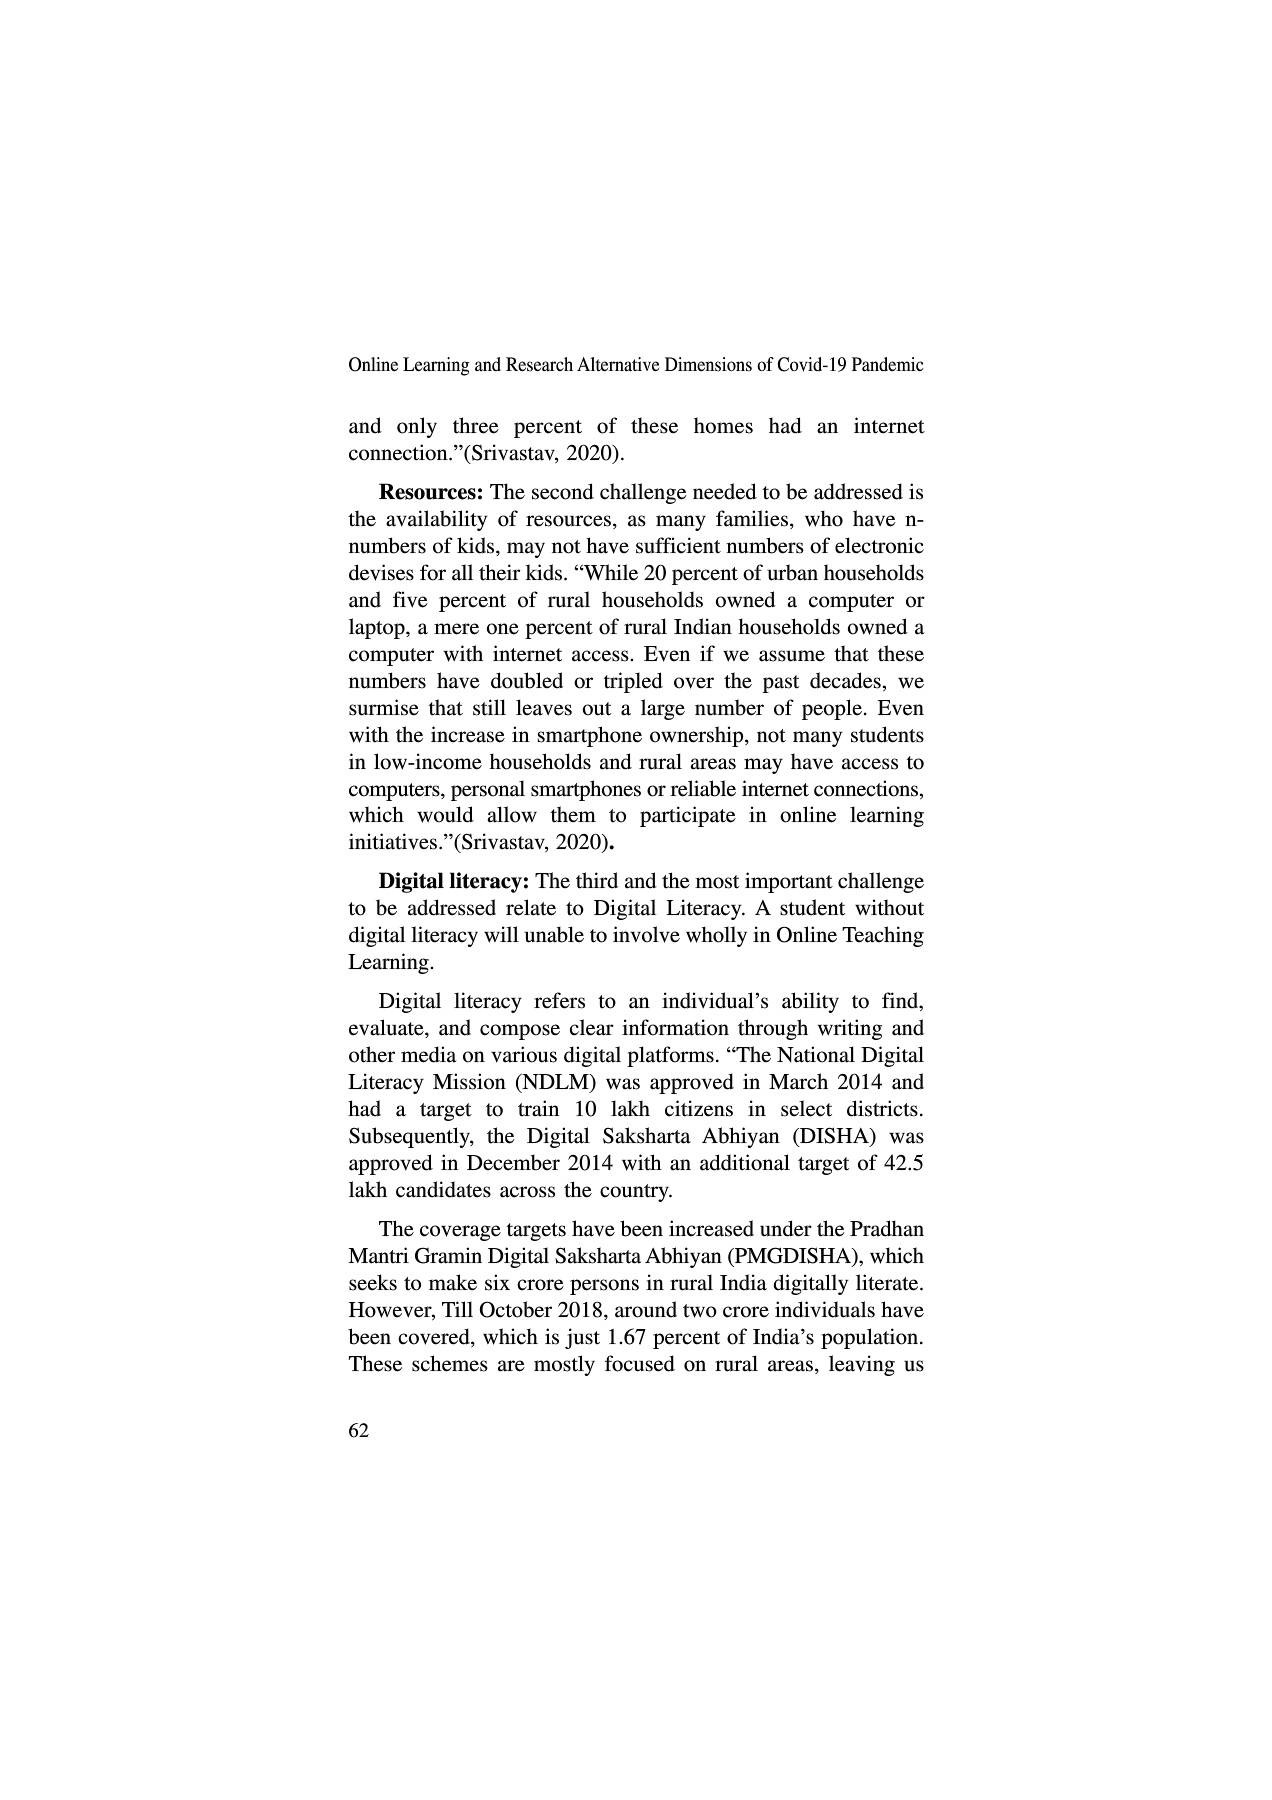 Online Learning and Research Alternative Dimensions of Covid-19 Pandemic
and only three percent of these homes had an internet
connection.”(Srivastav, 2020).
Resources: The second challenge needed to be addressed is
the availability of resources, as many families, who have n-
numbers of kids, may not have sufficient numbers of electronic
devises for all their kids. “While 20 percent of urban households
and five percent of rural households owned a computer or
laptop, a mere one percent of rural Indian households owned a
computer with internet access. Even if we assume that these
numbers have doubled or tripled over the past decades, we
surmise that still leaves out a large number of people. Even
with the increase in smartphone ownership, not many students
in low-income households and rural areas may have access to
computers, personal smartphones or reliable internet connections,
which would allow them to participate in online learning
initiatives.”(Srivastav, 2020).
Digital literacy: The third and the most important challenge
to be addressed relate to Digital Literacy. A student without
digital literacy will unable to involve wholly in Online Teaching
Learning.
Digital literacy refers to an individual’s ability to find,
evaluate, and compose clear information through writing and
other media on various digital platforms. “The National Digital
Literacy Mission (NDLM) was approved in March 2014 and
had a target to train 10 lakh citizens in select districts.
Subsequently, the Digital Saksharta Abhiyan (DISHA) was
approved in December 2014 with an additional target of 42.5
lakh candidates across the country.
The coverage targets have been increased under the Pradhan
Mantri Gramin Digital Saksharta Abhiyan (PMGDISHA), which
seeks to make six crore persons in rural India digitally literate.
However, Till October 2018, around two crore individuals have
been covered, which is just 1.67 percent of India’s population.
These schemes are mostly focused on rural areas, leaving us
62